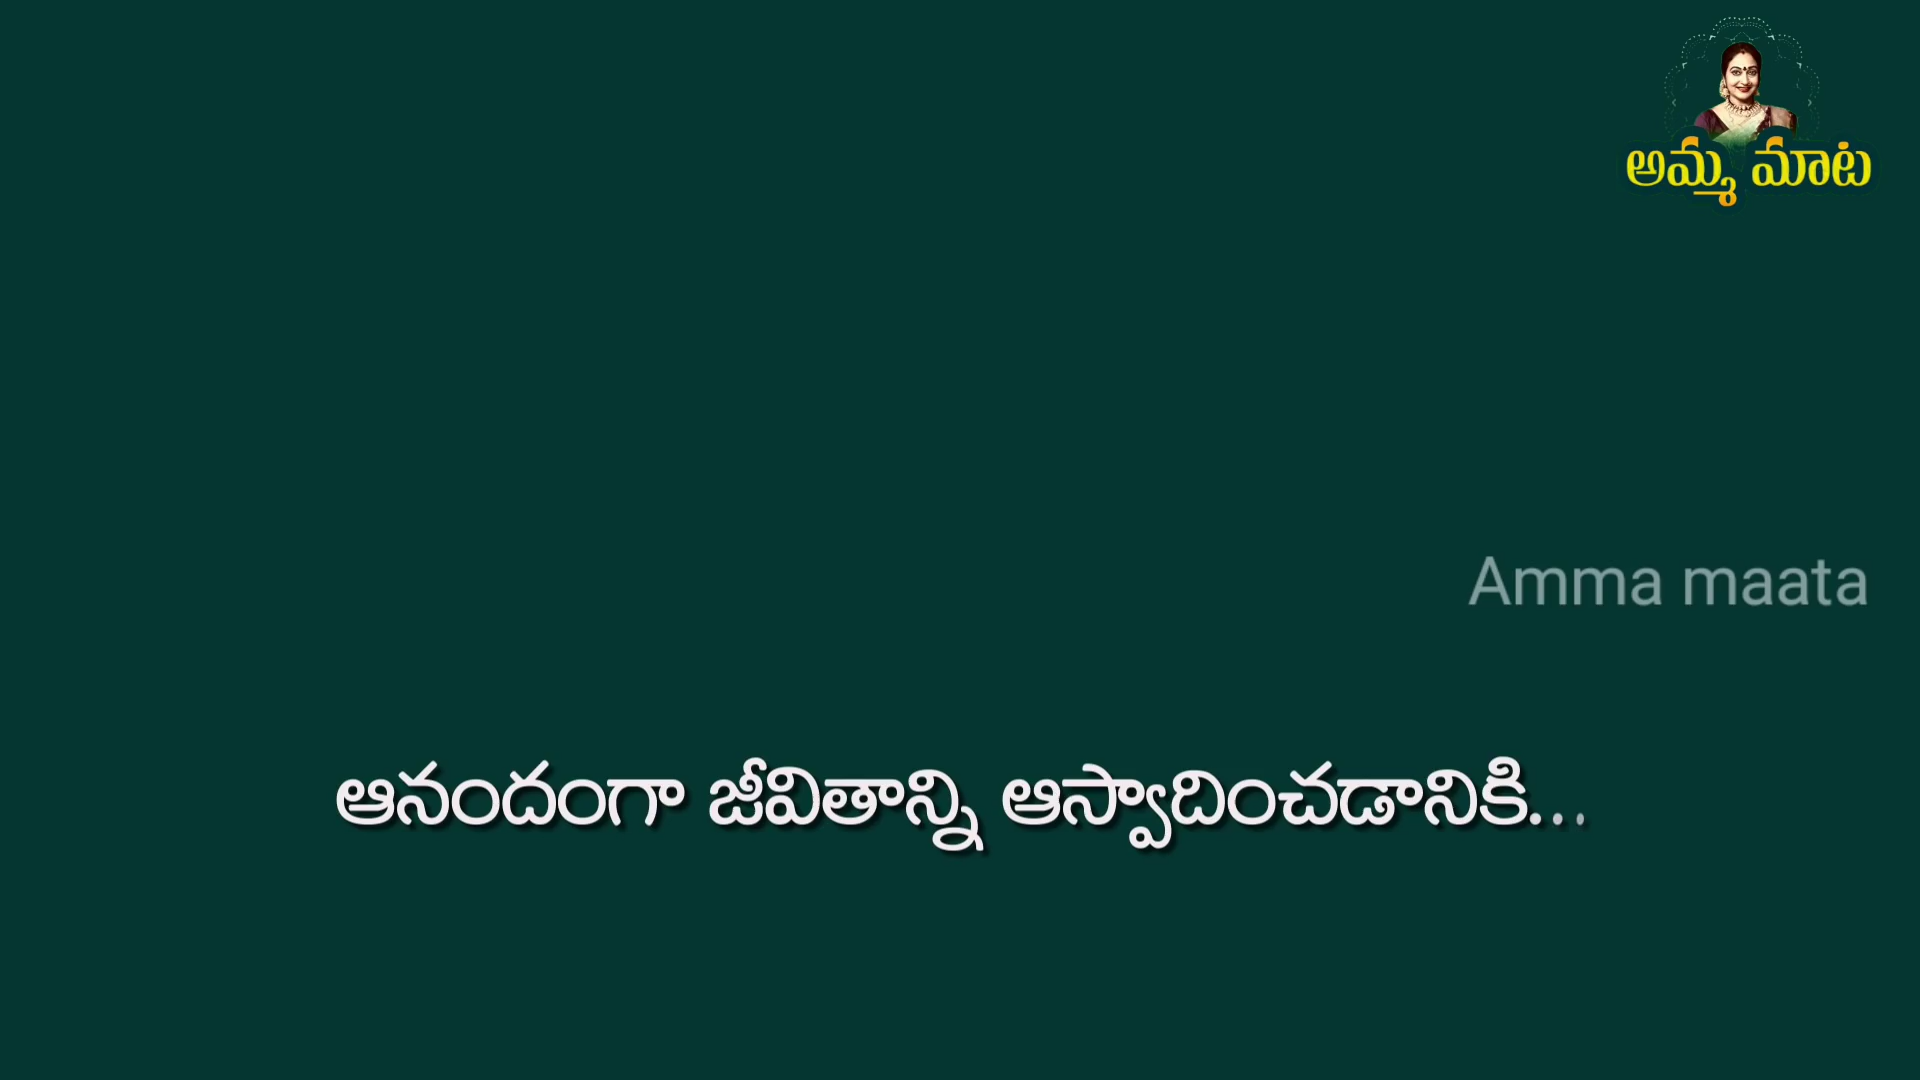 అమ్మ మాట
Amma maata
ఆనందంగా జీవితాన్ని ఆస్వాదించడానికి...